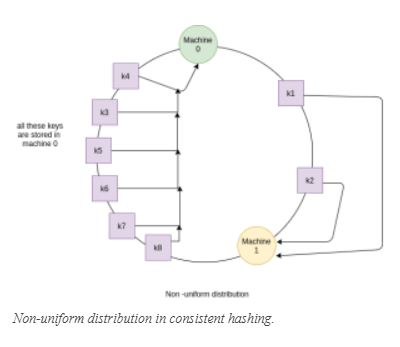 Machine
0
k4
k1
k3
all these keys
are stored in
machine 0
k5
k2
k6
k7
k8
Machine
1
Non -uniform distribution
Non-uniform distribution in consistent hashing.